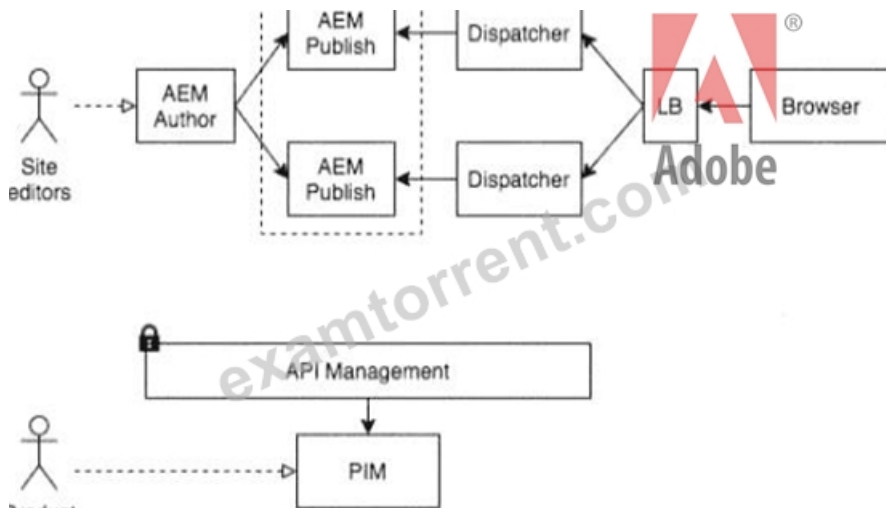 AEM
Publish
Dispatcher
®
AEM
Author
LB
Browser
Site
editors
AEM
Publish
Dispatcher
Adobe
examtorrent.com
API Management
PIM